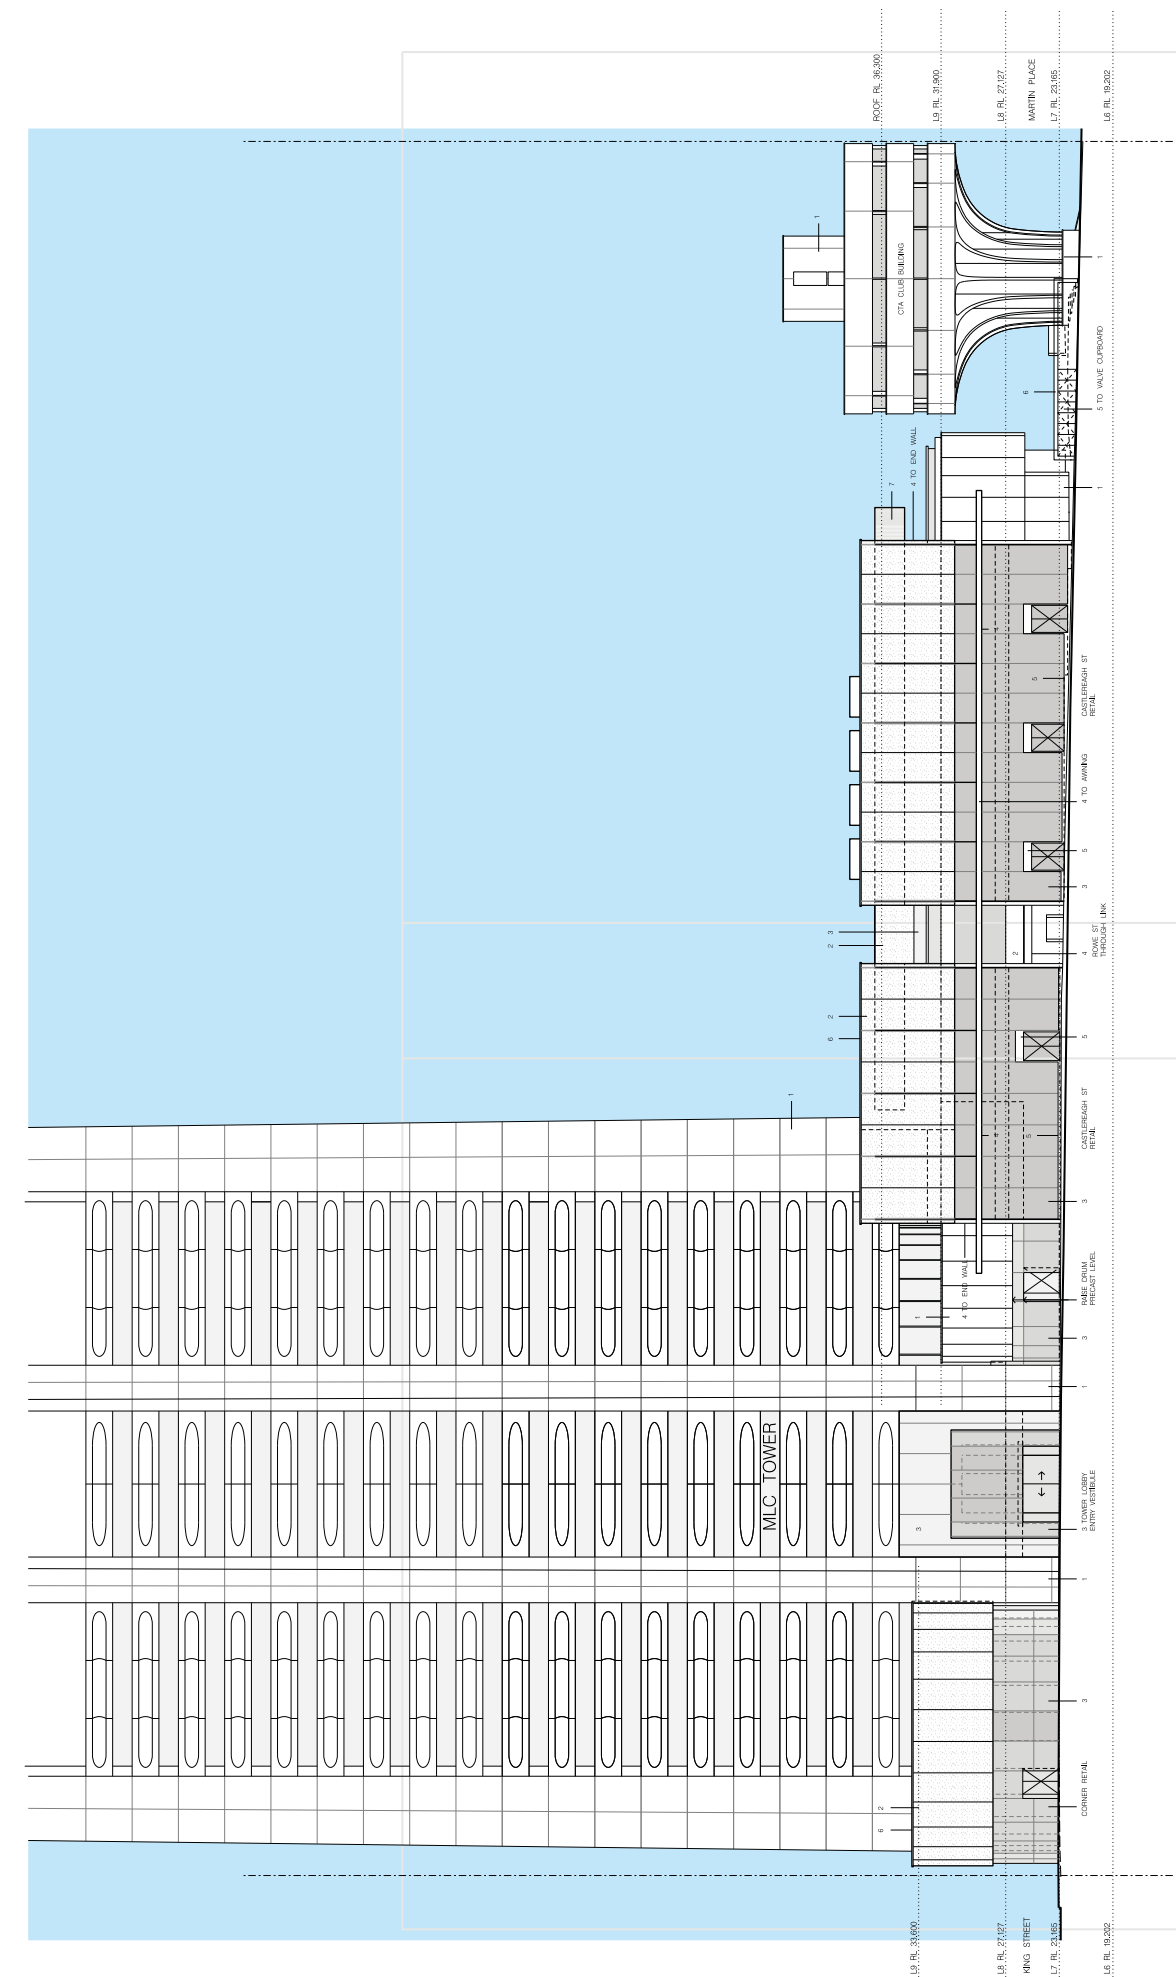 ROOF RL 36.300
L9 RL 31.900
L8 RL 27.127
MARTIN PLACE
L7 RL 23.165
L6 RL 19.202
1
CTA CLUB BUILDING
1
6
5 TO VALVE CUPBOARD
7
4 TO END WALL
1
5
CASTLEREAGH ST
RETAIL
4 TO AWNING
5
3
3
2
2
4
ROWE ST
THROUGH LINK
2
6
5
1
CASTLEREAGH ST
RETAIL
4
5
3
4 TO END WALL
1
RAISE DRUM
PRECAST LEVEL
3
1
MLC TOWER
3
3 TOWER LOBBY
ENTRY VESTIBULE
1
3
2
6
CORNER RETAIL
L9 RL 33.600
L8 RL 27.127
KING STREET
L7 RL 23.165
L6 RL 19.202